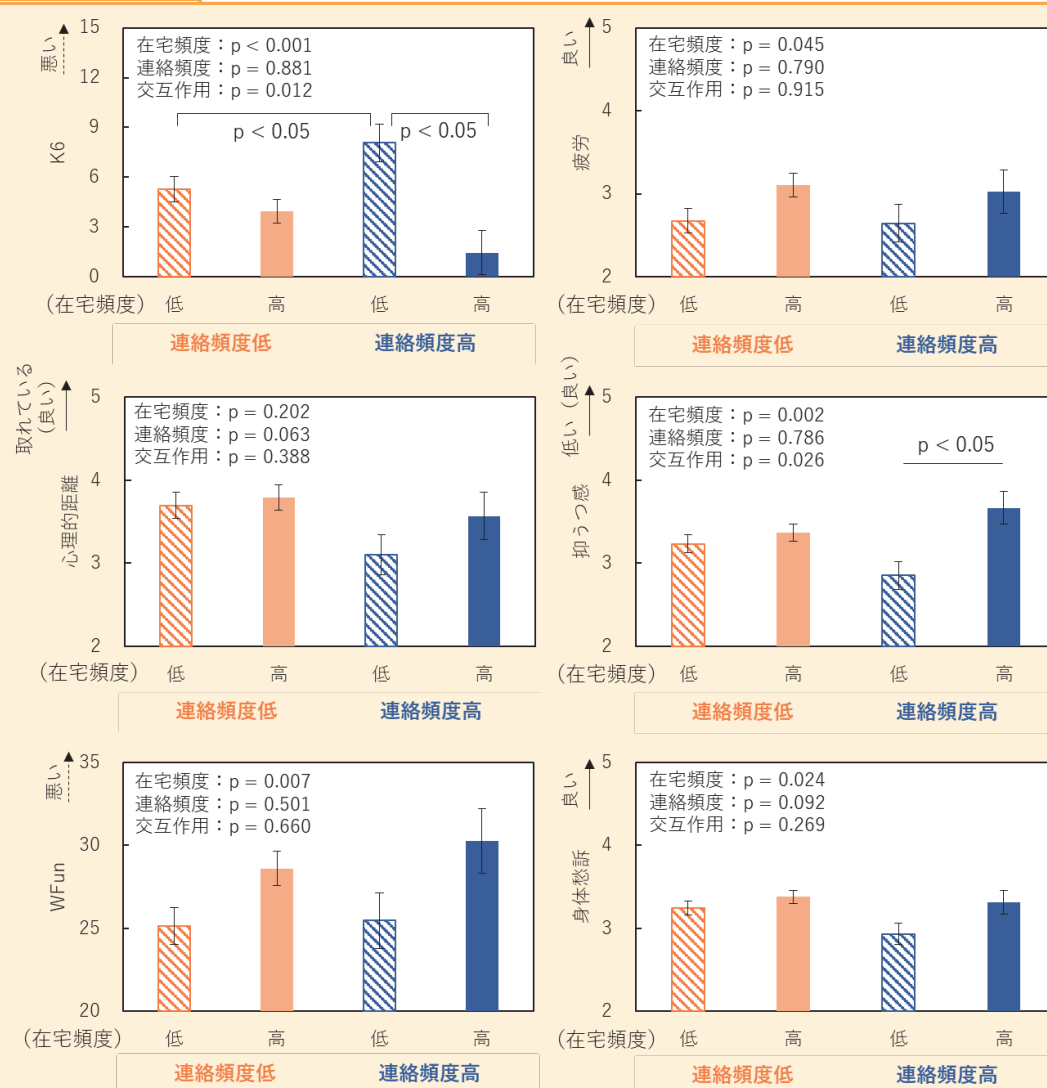 悪い
K6
15
12
9
6
3
0
在宅頻度：p < 0.001
連絡頻度：p = 0.881
交互作用：p = 0.012
p < 0.05
p < 0.05
(在宅頻度) 低 高 低 高
連絡頻度低 連絡頻度高
良い
疲労
5
4
3
2
在宅頻度：p = 0.045
連絡頻度：p = 0.790
交互作用：p = 0.915
(在宅頻度) 低 高 低 高
連絡頻度低 連絡頻度高
取れている
(良い)
心理的距離
5
4
3
2
在宅頻度：p = 0.202
連絡頻度：p = 0.063
交互作用：p = 0.388
(在宅頻度) 低 高 低 高
連絡頻度低 連絡頻度高
低い (良い)
抑うつ感
5
4
3
2
在宅頻度：p = 0.002
連絡頻度：p = 0.786
交互作用：p = 0.026
p < 0.05
(在宅頻度) 低 高 低 高
連絡頻度低 連絡頻度高
悪い
WFun
35
30
25
20
在宅頻度：p = 0.007
連絡頻度：p = 0.501
交互作用：p = 0.660
(在宅頻度) 低 高 低 高
連絡頻度低 連絡頻度高
良い
身体愁訴
5
4
3
2
在宅頻度：p = 0.024
連絡頻度：p = 0.092
交互作用：p = 0.269
(在宅頻度) 低 高 低 高
連絡頻度低 連絡頻度高